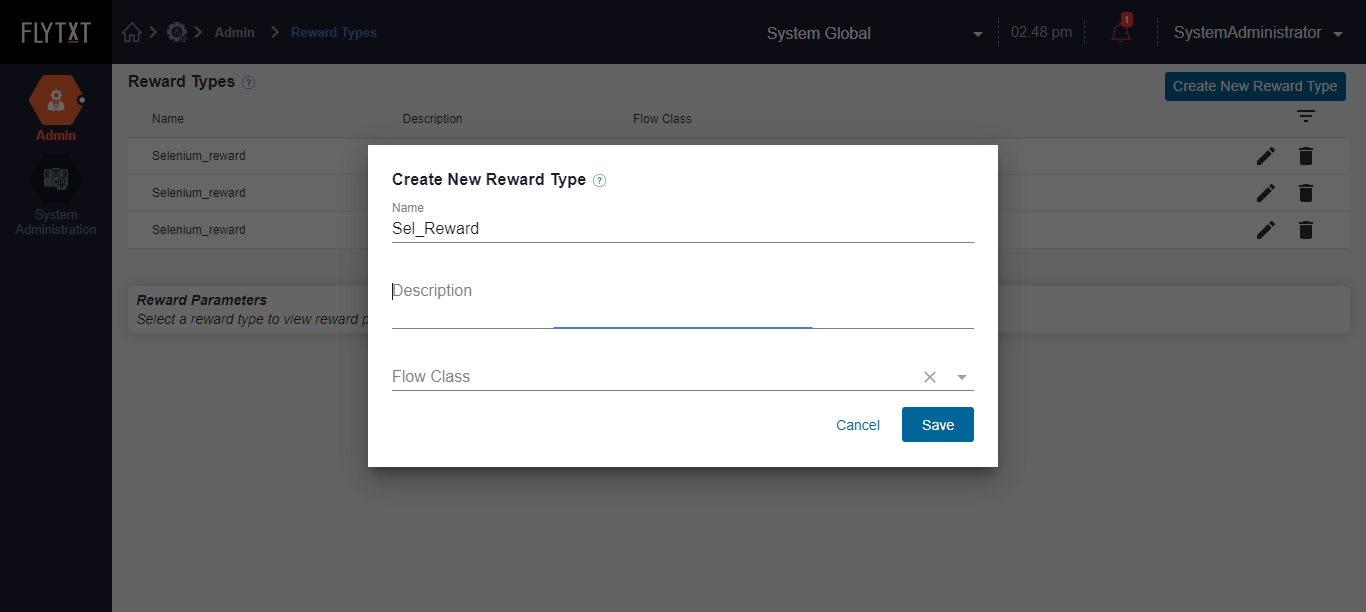 FLYTXT
Admin
Reward Types
System Global
02.48 pm
1
SystemAdministrator
Admin
System
Administration
Reward Types ?
Create New Reward Type
Name Description Flow Class
Selenium_reward
Selenium_reward
Selenium_reward
Reward Parameters
Select a reward type to view reward
Create New Reward Type ?
Name
Sel_Reward
Description
Flow Class
Cancel
Save